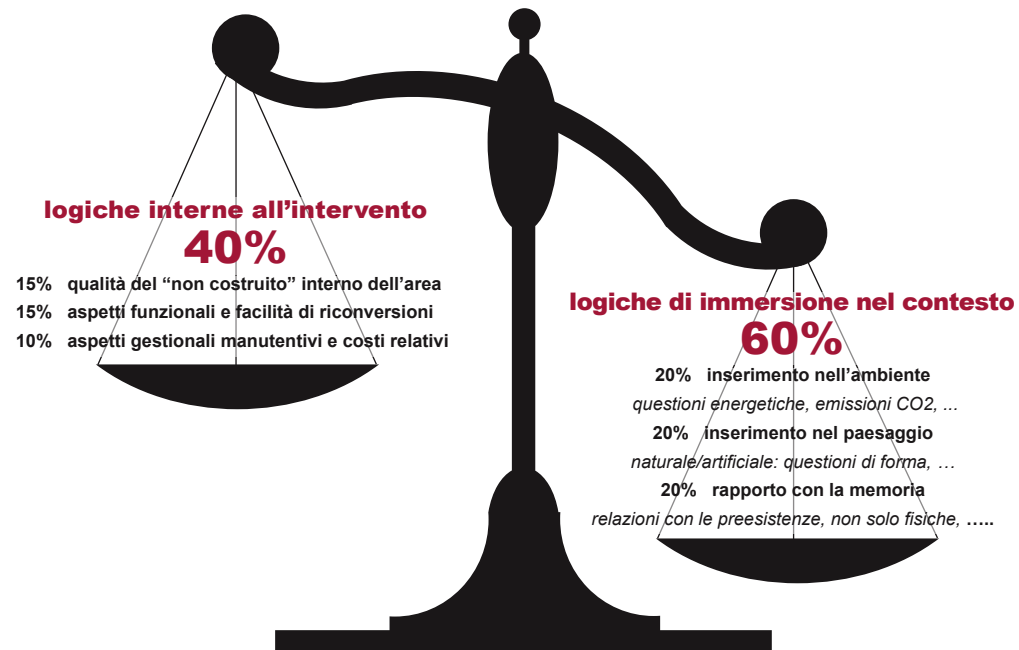 logiche interne all’intervento
40%
15% qualità del “non costruito” interno dell’area
15% aspetti funzionali e facilità di riconversioni
10% aspetti gestionali manutentivi e costi relativi
logiche di immersione nel contesto
60%
20% inserimento nell’ambiente
questioni energetiche, emissioni CO2, ...
20% inserimento nel paesaggio
naturale/artificiale: questioni di forma, …
20% rapporto con la memoria
relazioni con le preesistenze, non solo fisiche, …..